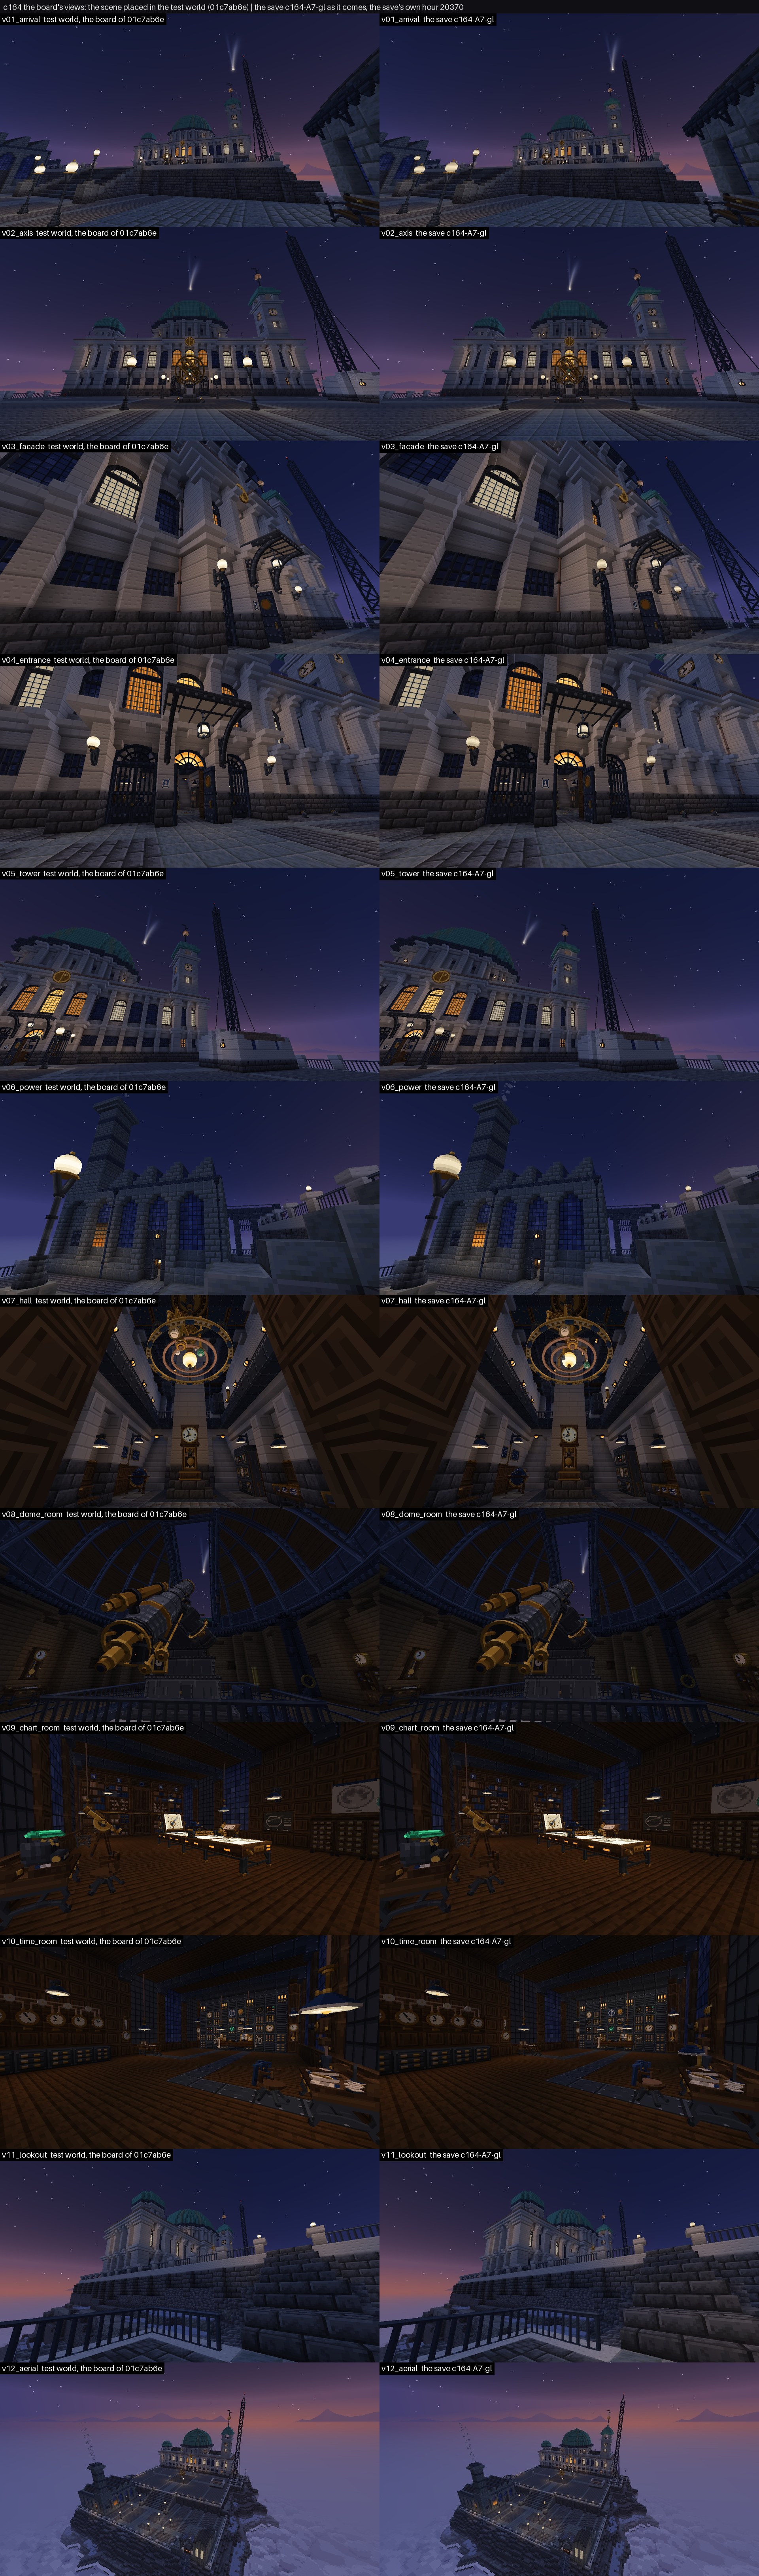 c164 the board's views: the scene placed in the test world (01c7ab6e) | the save c164-A7-gl as it comes, the save's own hour 20370
v01_arrival test world, the board of 01c7ab6e
v01_arrival the save c164-A7-gl
v02_axis test world, the board of 01c7ab6e
v02_axis the save c164-A7-gl
v03_facade test world, the board of 01c7ab6e
v03_facade the save c164-A7-gl
v04_entrance test world, the board of 01c7ab6e
v04_entrance the save c164-A7-gl
v05_tower test world, the board of 01c7ab6e
v05_tower the save c164-A7-gl
v06_power test world, the board of 01c7ab6e
v06_power the save c164-A7-gl
v07_hall test world, the board of 01c7ab6e
v07_hall the save c164-A7-gl
v08_dome_room test world, the board of 01c7ab6e
v08_dome_room the save c164-A7-gl
v09_chart_room test world, the board of 01c7ab6e
v09_chart_room the save c164-A7-gl
v10_time_room test world, the board of 01c7ab6e
v10_time_room the save c164-A7-gl
v11_lookout test world, the board of 01c7ab6e
v11_lookout the save c164-A7-gl
v12_aerial test world, the board of 01c7ab6e
v12_aerial the save c164-A7-gl